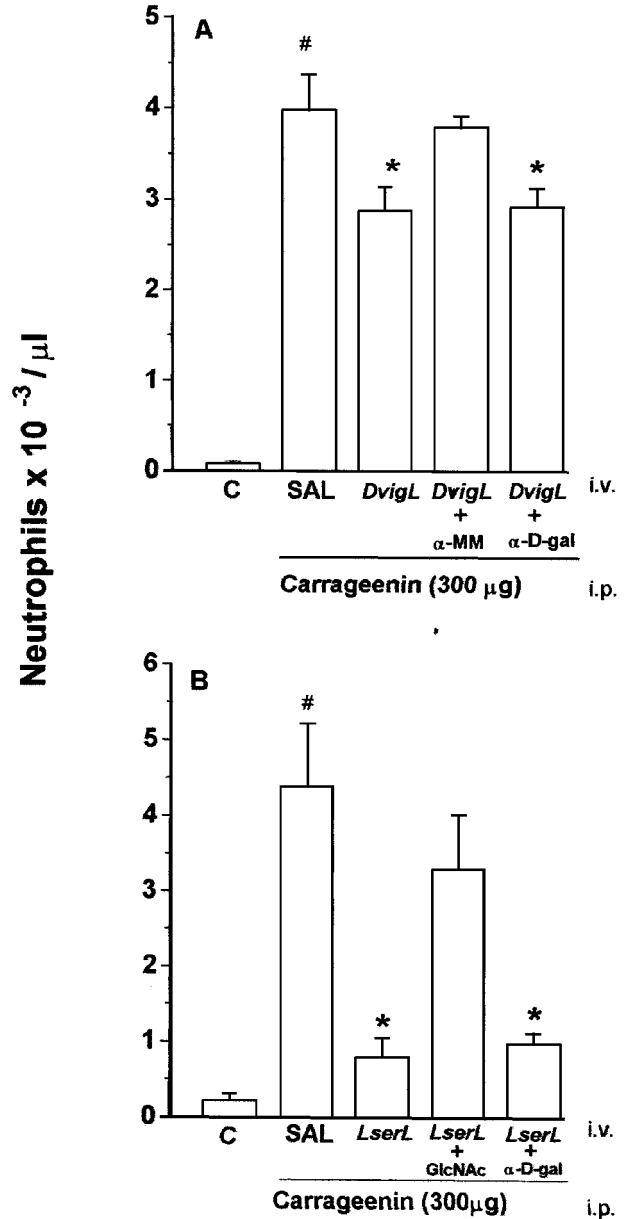 Neutrophils x 10 -3 / µl
A
5
4
3
2
1
0
#
*
*
C SAL DvigL DvigL + α-MM DvigL + α-D-gal i.v.
Carrageenin (300 µg) i.p.
B
6
5
4
3
2
1
0
#
*
*
C SAL LserL LserL + GlcNAc LserL + α-D-gal i.v.
Carrageenin (300µg) i.p.